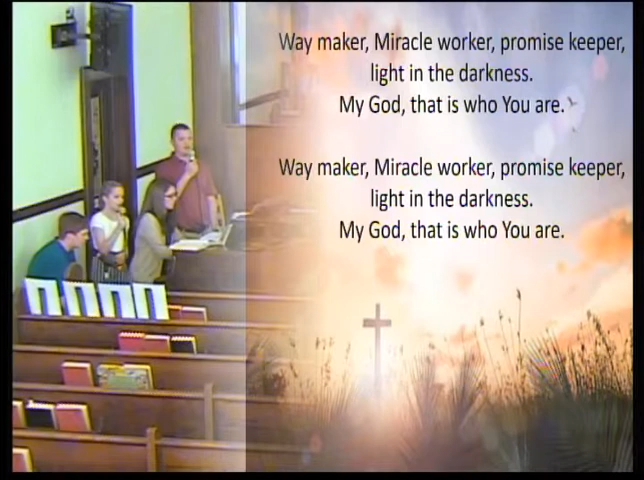 Way maker, Miracle worker, promise keeper,
light in the darkness.
My God, that is who You are.
Way maker, Miracle worker, promise keeper,
light in the darkness.
My God, that is who You are.